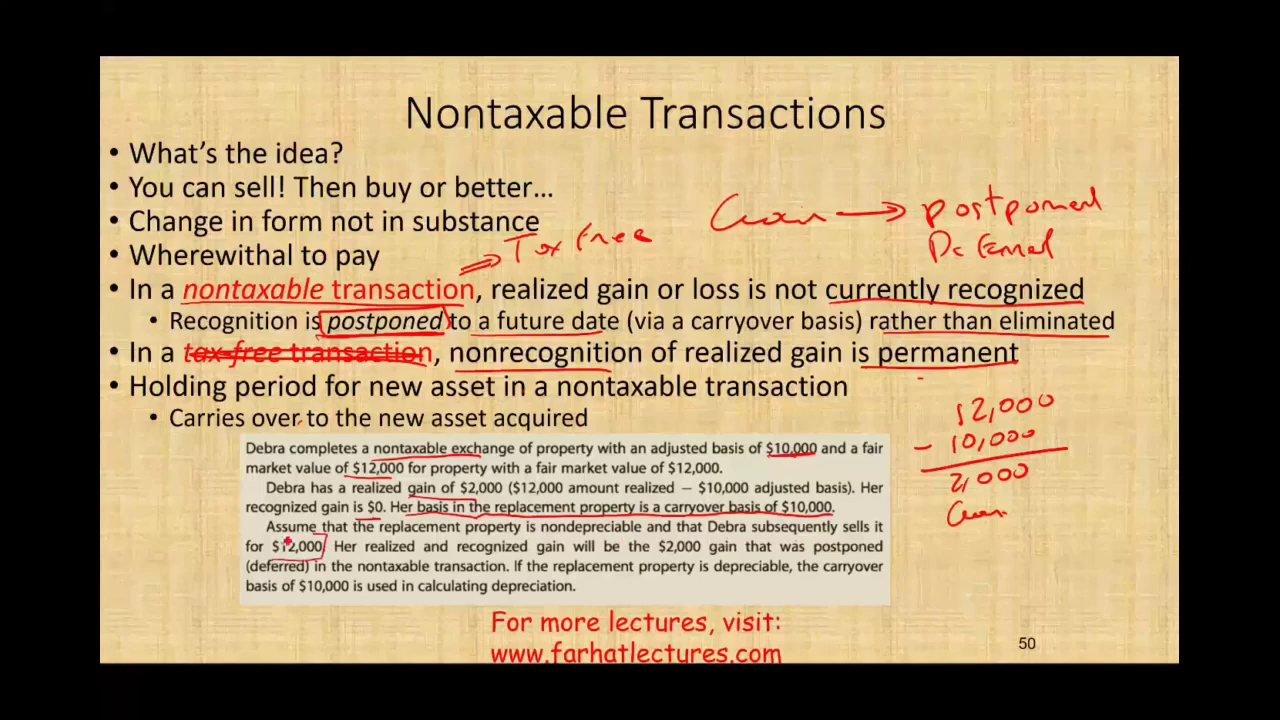 Nontaxable Transactions
• What's the idea?
• You can sell! Then buy or better…
• Change in form not in substance
Tax Free
Gain → postponed
Deferred
• Wherewithal to pay
• In a nontaxable transaction, realized gain or loss is not currently recognized
• Recognition is postponed to a future date (via a carryover basis) rather than eliminated
• In a tax-free transaction, nonrecognition of realized gain is permanent
• Holding period for new asset in a nontaxable transaction
• Carries over to the new asset acquired
12,000
- 10,000
2,000
Gain
Debra completes a nontaxable exchange of property with an adjusted basis of $10,000 and a fair
market value of $12,000 for property with a fair market value of $12,000.
Debra has a realized gain of $2,000 ($12,000 amount realized − $10,000 adjusted basis). Her
recognized gain is $0. Her basis in the replacement property is a carryover basis of $10,000.
Assume that the replacement property is nondepreciable and that Debra subsequently sells it
for $12,000. Her realized and recognized gain will be the $2,000 gain that was postponed
(deferred) in the nontaxable transaction. If the replacement property is depreciable, the carryover
basis of $10,000 is used in calculating depreciation.
For more lectures, visit:
www.farhatlectures.com
50